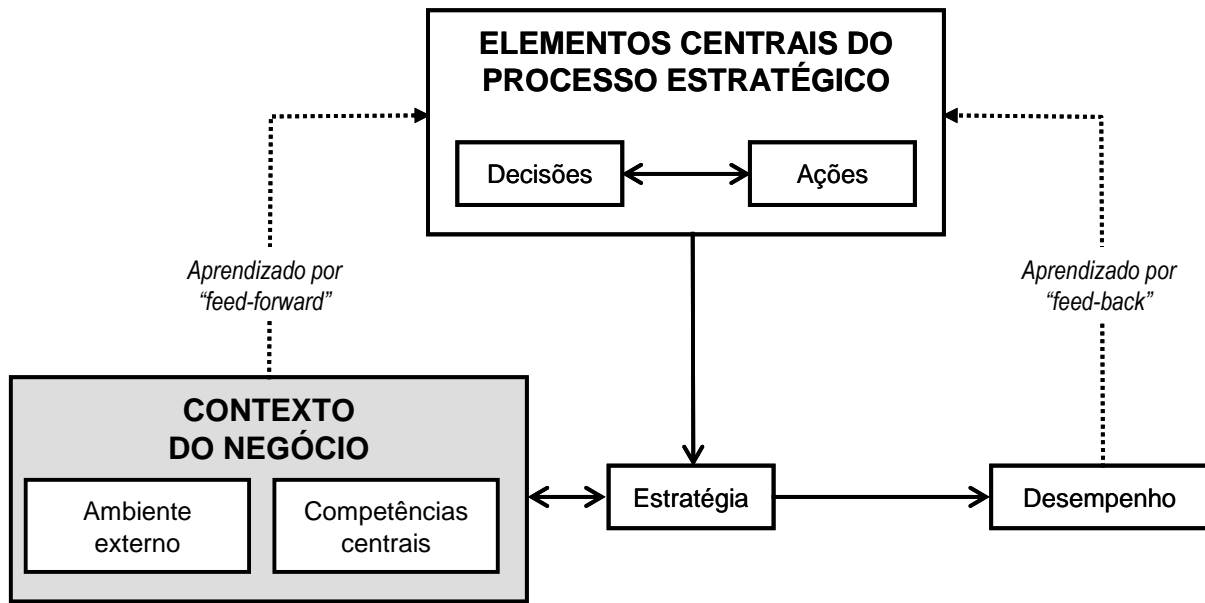 ELEMENTOS CENTRAIS DO
PROCESSO ESTRATÉGICO
Decisões
Ações
Aprendizado por
“feed-forward”
Aprendizado por
“feed-back”
CONTEXTO
DO NEGÓCIO
Ambiente
externo
Competências
centrais
Estratégia
Desempenho